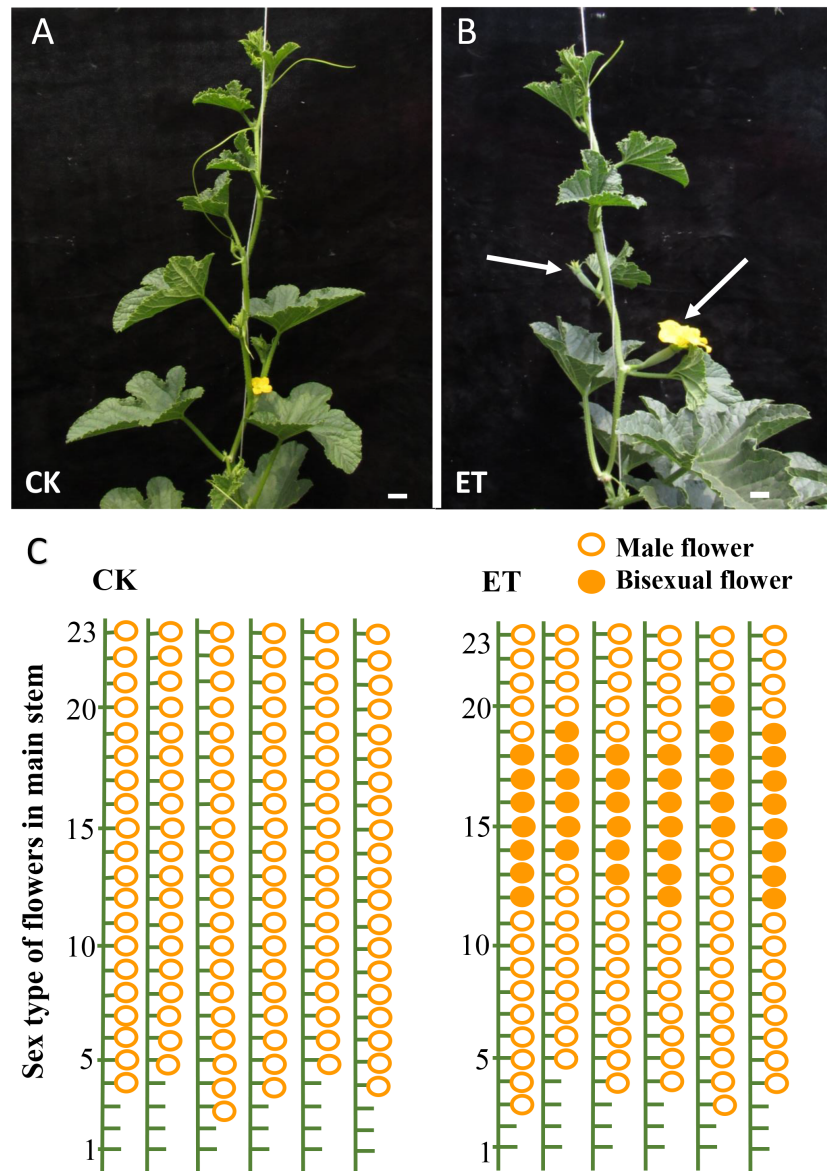 A
B
CK
ET
C
Male flower
Bisexual flower
CK
ET
Sex type of flowers in main stem
23
20
15
10
5
1
23
20
15
10
5
1